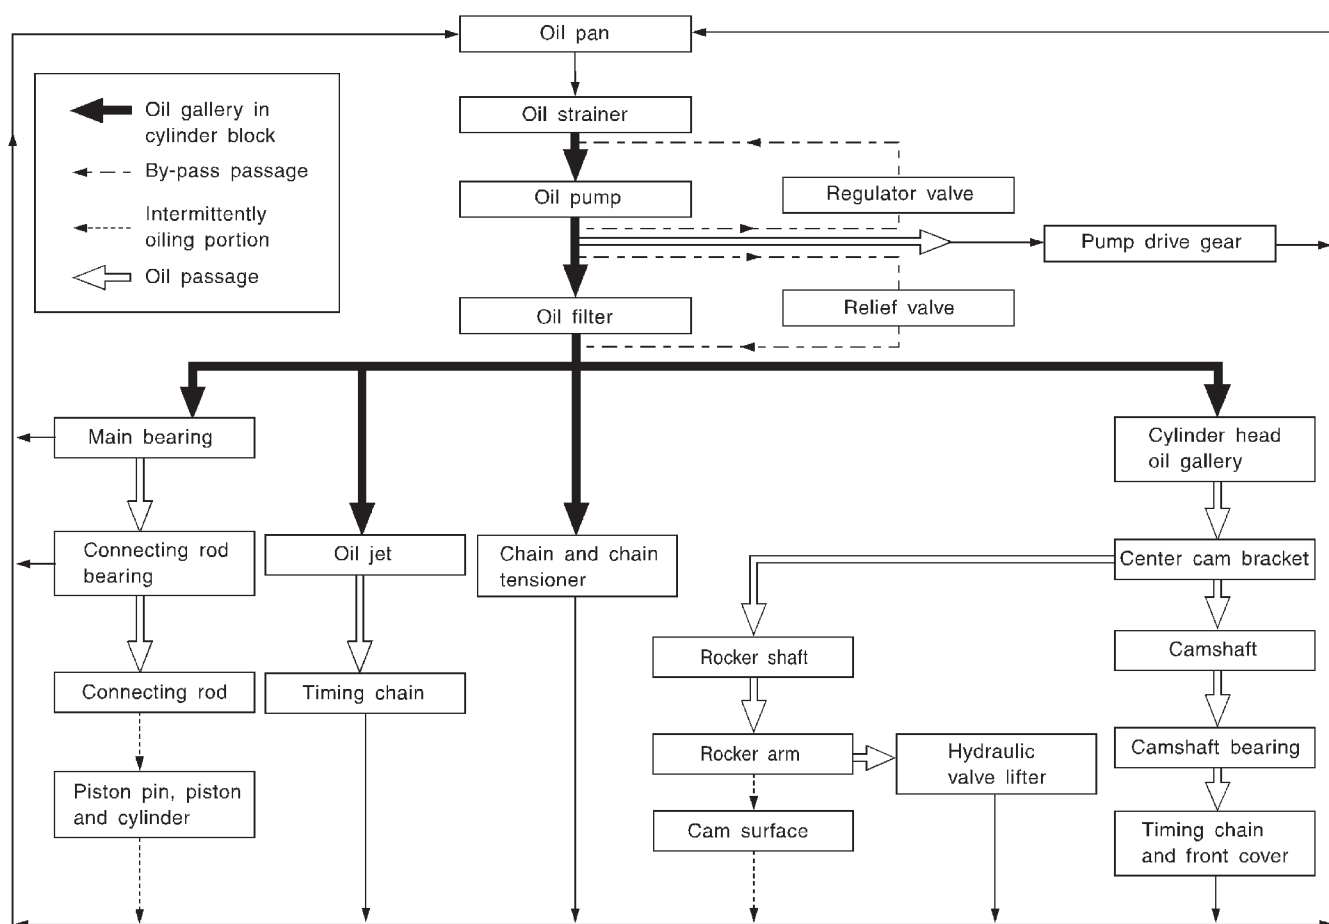 Oil pan
Oil gallery in
cylinder block
By-pass passage
Intermittently
oiling portion
Oil passage
Oil strainer
Oil pump
Regulator valve
Pump drive gear
Relief valve
Oil filter
Main bearing
Cylinder head
oil gallery
Connecting rod
bearing
Oil jet
Chain and chain
tensioner
Center cam bracket
Rocker shaft
Camshaft
Connecting rod
Timing chain
Rocker arm
Hydraulic
valve lifter
Camshaft bearing
Piston pin, piston
and cylinder
Cam surface
Timing chain
and front cover